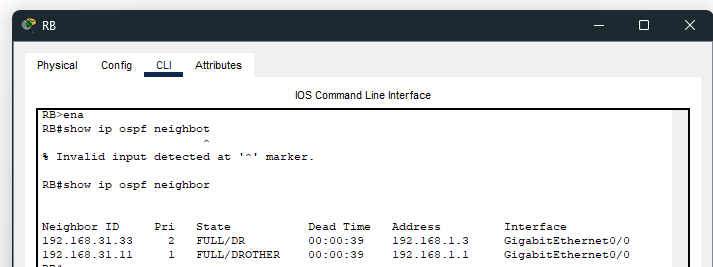 RB
Physical Config CLI Attributes
IOS Command Line Interface
RB>ena
RB#show ip ospf neighbot
^
% Invalid input detected at '^' marker.
RB#show ip ospf neighbor
Neighbor ID Pri State Dead Time Address Interface
192.168.31.33 2 FULL/DR 00:00:39 192.168.1.3 GigabitEthernet0/0
192.168.31.11 1 FULL/DROTHER 00:00:39 192.168.1.1 GigabitEthernet0/0
RB#